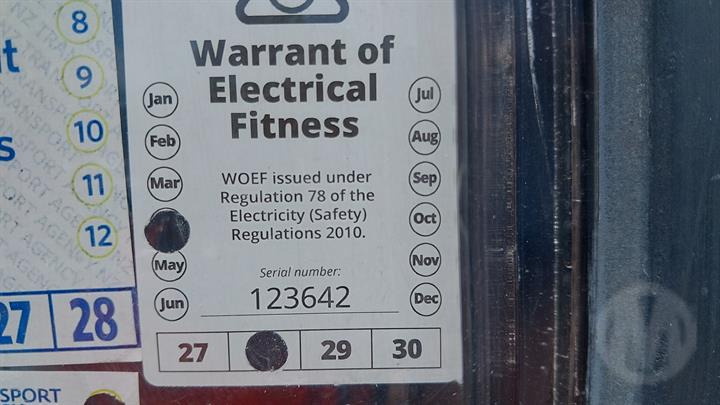 Warrant of
Electrical
Fitness
Jan
Feb
Mar
May
Jun
Jul
Aug
Sep
Oct
Nov
Dec
WOEF issued under
Regulation 78 of the
Electricity (Safety)
Regulations 2010.
Serial number:
123642
27 29 30
8
9
10
11
12
t
s
27 28
SPORT